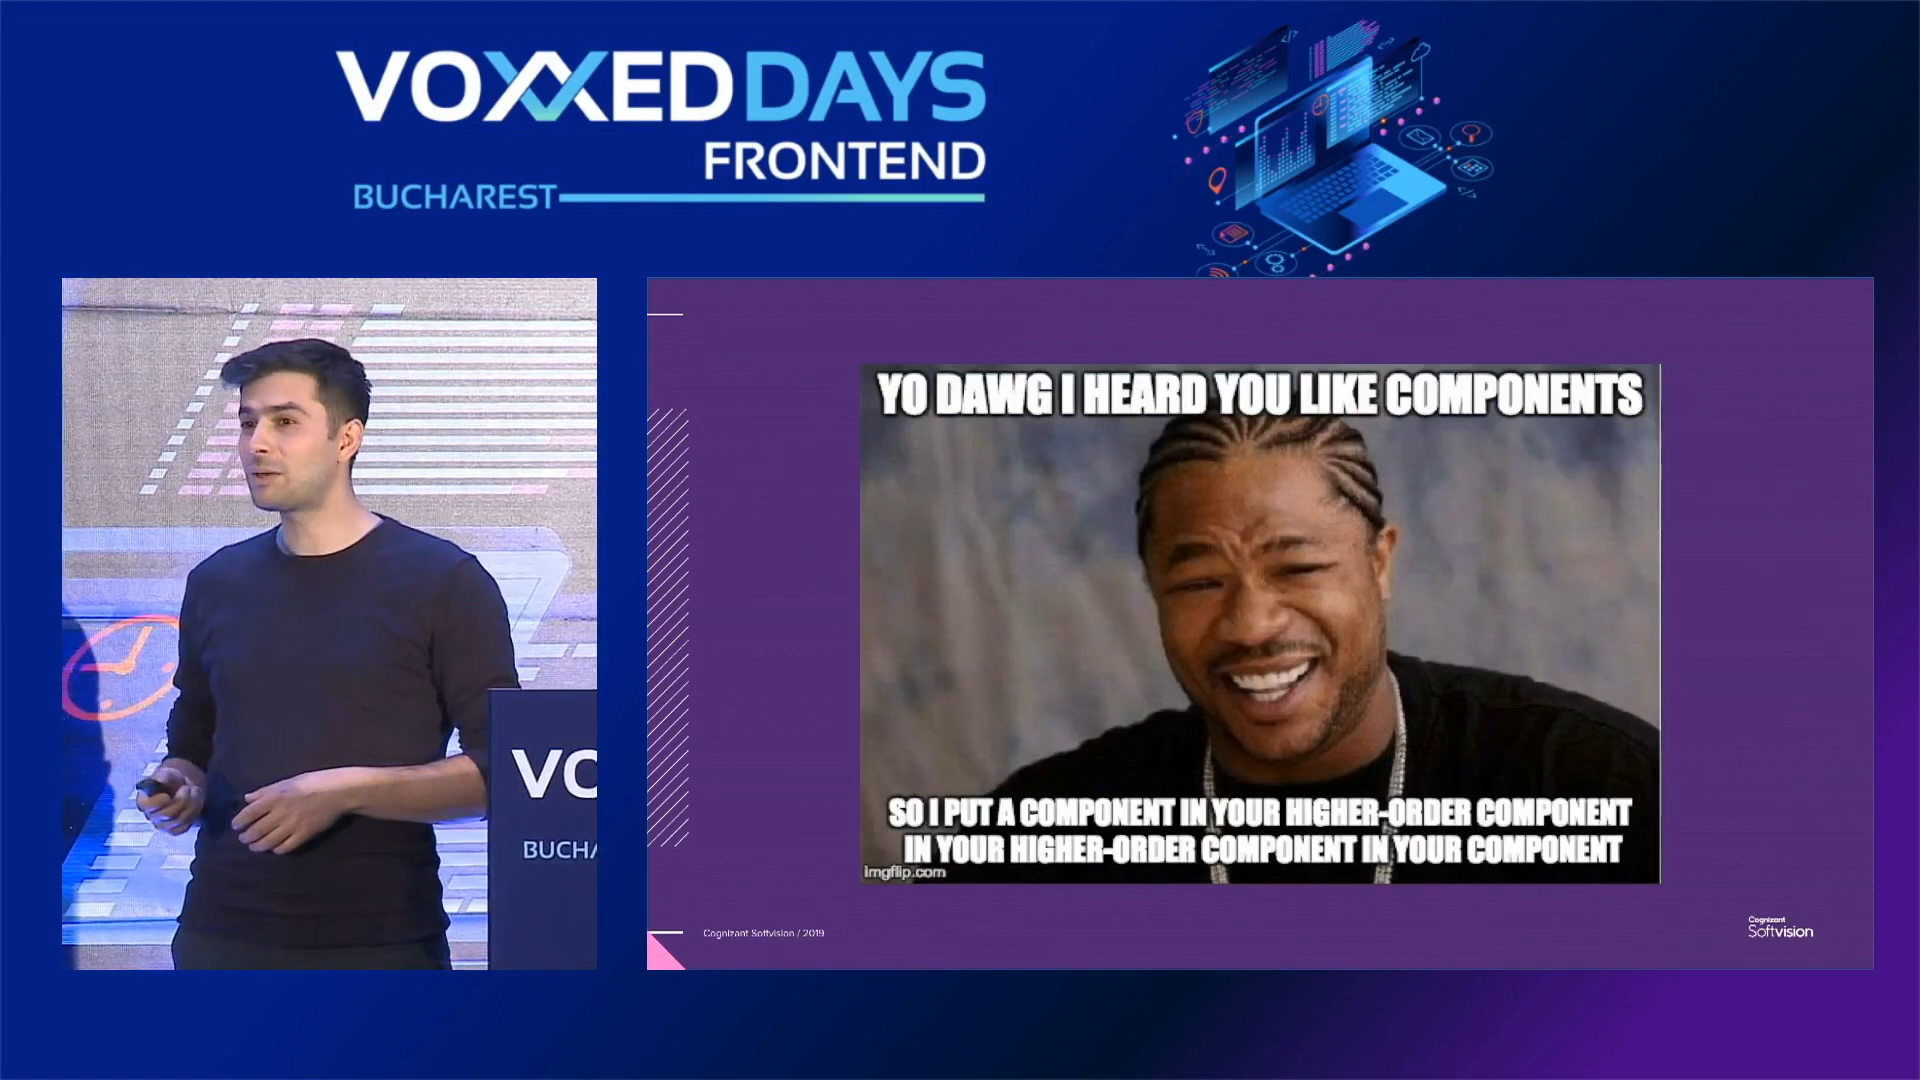 VOXXED DAYS
FRONTEND
BUCHAREST
VO
BUCHA
YO DAWG I HEARD YOU LIKE COMPONENTS
SO I PUT A COMPONENT IN YOUR HIGHER-ORDER COMPONENT
IN YOUR HIGHER-ORDER COMPONENT IN YOUR COMPONENT
imgflip.com
Cognizant Softvision / 2019
Cognizant
Softvision